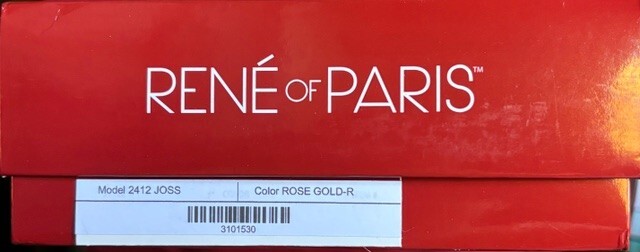 RENÉ OF PARIS™
Model 2412 JOSS Color ROSE GOLD-R
3101530